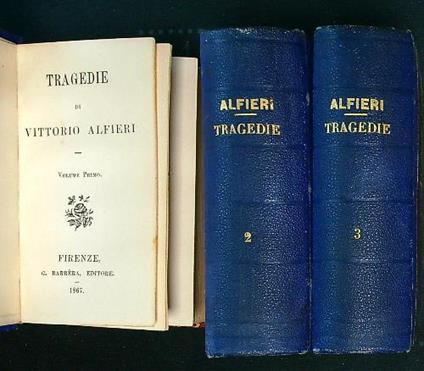 TRAGEDIE
DI
VITTORIO ALFIERI
VOLUME PRIMO.
FIRENZE,
G. BARBÈRA, EDITORE.
1867.
ALFIERI
TRAGEDIE
2
ALFIERI
TRAGEDIE
3